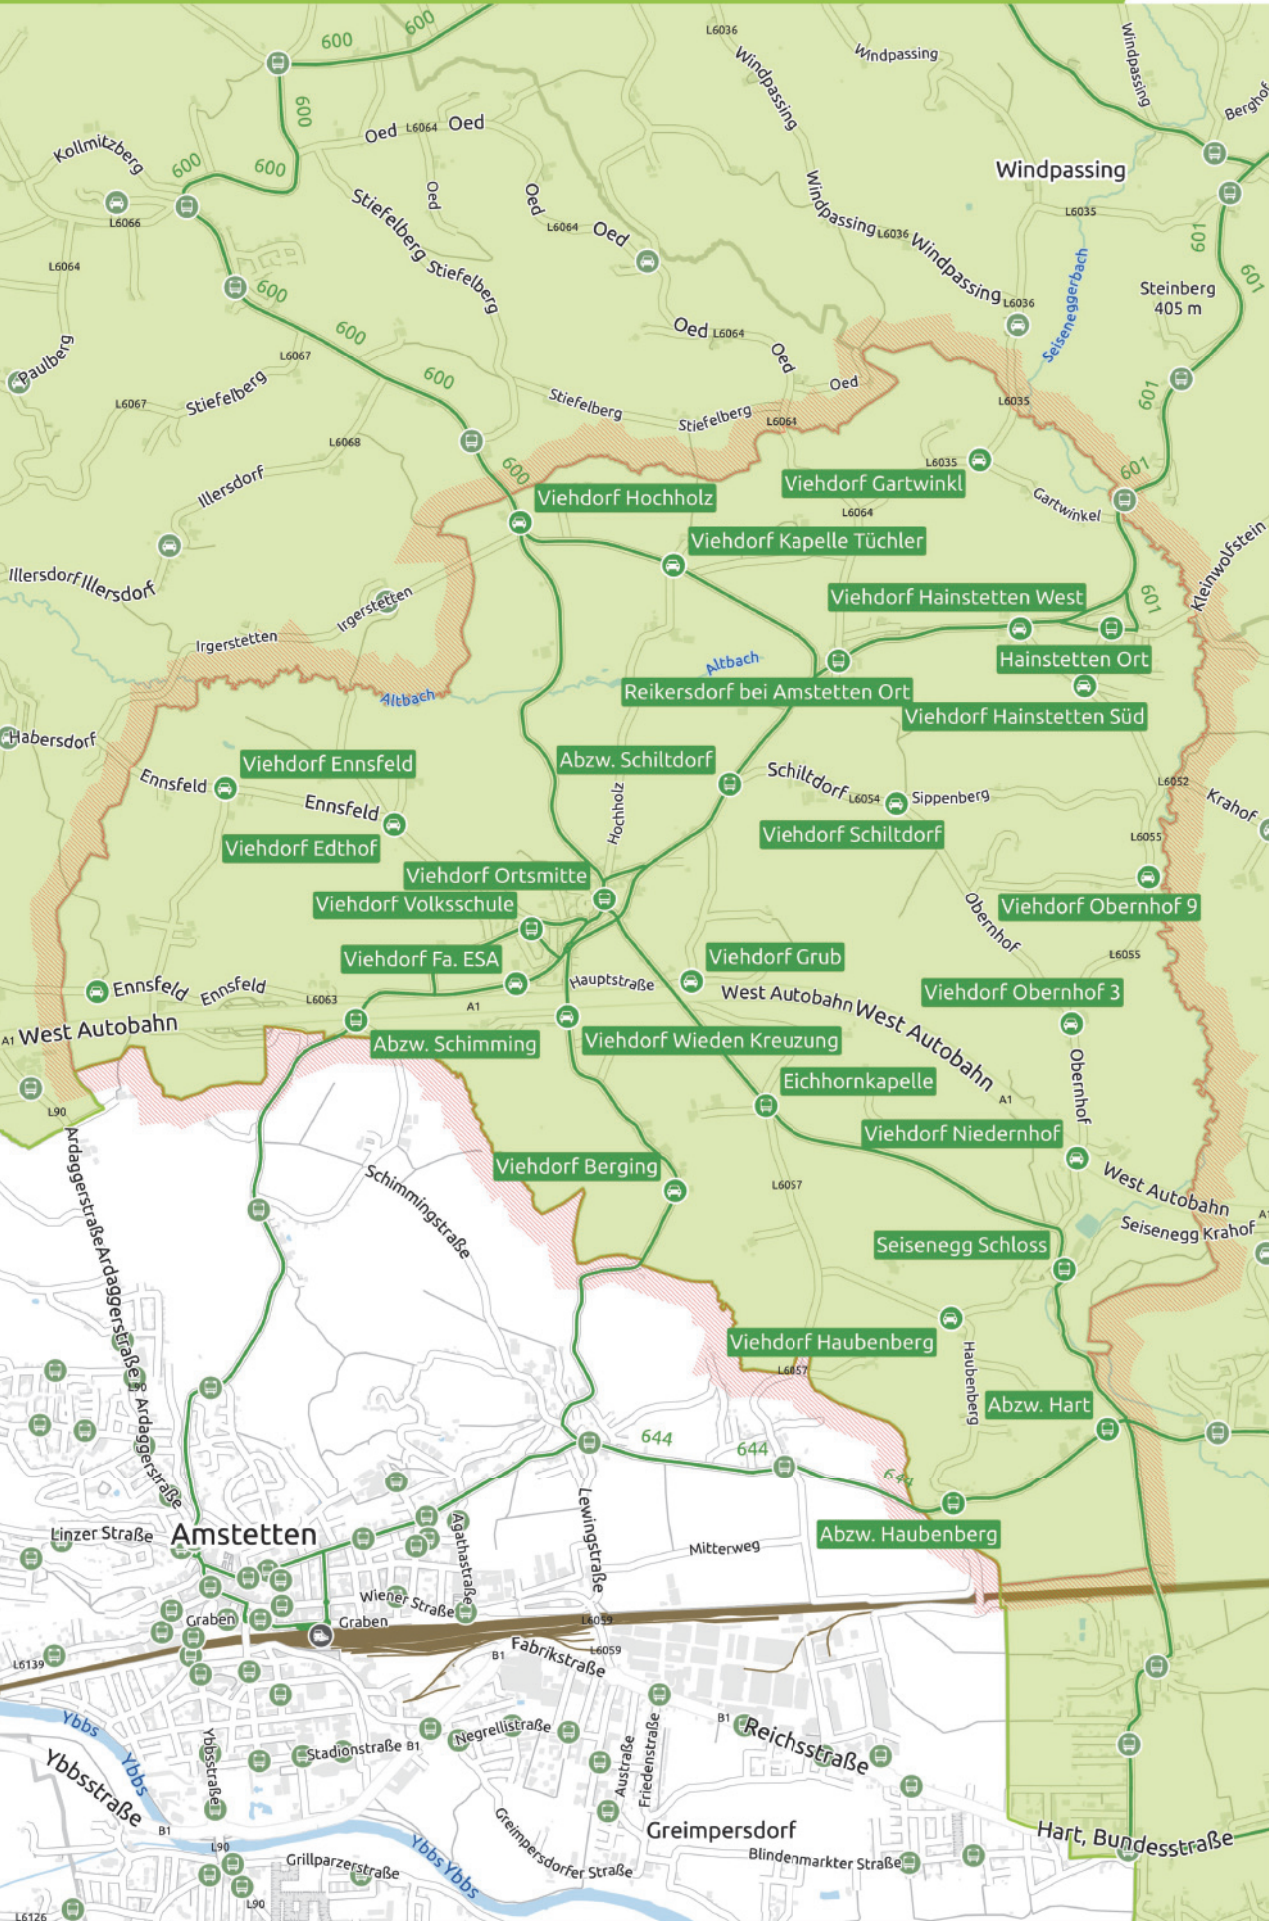 600
600
L6036
Windpassing
Windpassing
Windpassing
Berghof
600
Oed
L6064
Oed
Kollmitzberg
600
600
Windpassing
L6066
Stiefelberg
Oed
Oed
L6064
Oed
Windpassing
L6036
Windpassing
L6035
601
L6064
Stiefelberg
600
Seiseneggerbach
Steinberg
405 m
601
L6036
600
Oed
L6064
Paulberg
L6067
Oed
Stiefelberg
600
Oed
L6067
Stiefelberg
Stiefelberg
L6064
L6035
601
L6068
Illersdorf
600
Viehdorf Hochholz
Viehdorf Gartwinkl
L6035
601
Gartwinkel
L6064
Viehdorf Kapelle Tüchler
Kleinwolfstein
Illersdorf
Illersdorf
Irgerstetten
Irgerstetten
Viehdorf Hainstetten West
601
Hainstetten Ort
Altbach
Altbach
Reikersdorf bei Amstetten Ort
Viehdorf Hainstetten Süd
Habersdorf
Ennsfeld
Viehdorf Ennsfeld
Abzw. Schiltdorf
Schiltdorf
L6054
Sippenberg
L6052
Krahof
Ennsfeld
Hochholz
Viehdorf Edthof
Viehdorf Schiltdorf
L6055
Viehdorf Ortsmitte
Viehdorf Volksschule
Viehdorf Obernhof 9
Obernhof
Viehdorf Fa. ESA
Viehdorf Grub
L6055
Ennsfeld
Ennsfeld
L6063
A1
Hauptstraße
West Autobahn
West Autobahn
Viehdorf Obernhof 3
A1
West Autobahn
Abzw. Schimming
Viehdorf Wieden Kreuzung
Eichhornkapelle
A1
Obernhof
L90
Viehdorf Niedernhof
Viehdorf Berging
L6057
West Autobahn
Seisenegg
Krahof
A1
Ardaggerstraße
Schimmingstraße
Seisenegg Schloss
Ardaggerstraße
Viehdorf Haubenberg
L6057
Haubenberg
L90
Abzw. Hart
Ardaggerstraße
644
644
644
Linzer Straße
Amstetten
Agathastraße
Lewingstraße
Abzw. Haubenberg
Mitterweg
Wiener Straße
Graben
Graben
L6059
L6139
B1
Fabrikstraße
L6059
Ybbs
Ybbs
Ybbsstraße
Ybbsstraße
Stadionstraße
B1
Negrellistraße
Austraße
Friedenstraße
B1
Reichsstraße
B1
L90
Greimpersdorf
Greimpersdorfer Straße
Hart, Bundesstraße
Grillparzerstraße
Ybbs
Ybbs
Blindenmarkter Straße
L90
L6126